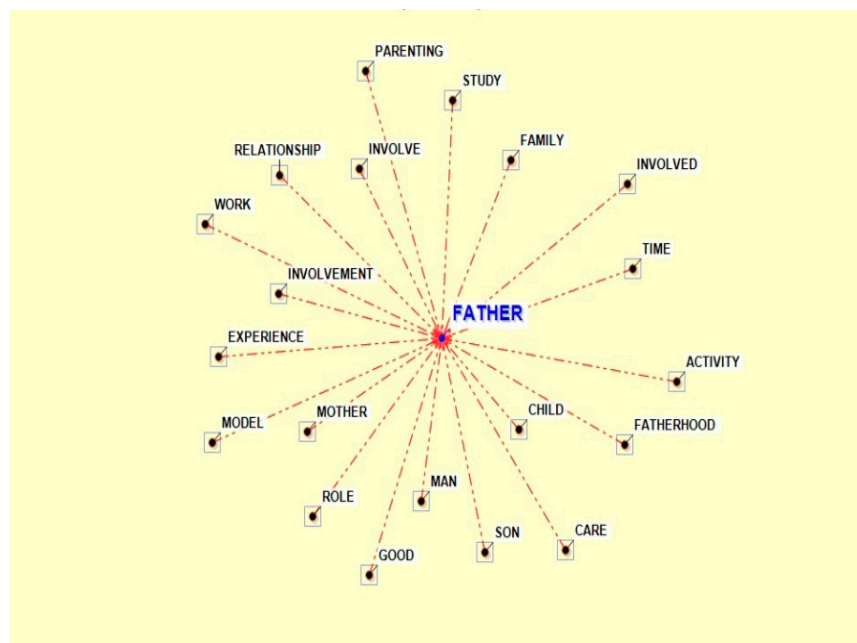 PARENTING
STUDY
RELATIONSHIP
INVOLVE
FAMILY
INVOLVED
WORK
TIME
INVOLVEMENT
FATHER
EXPERIENCE
ACTIVITY
MODEL
MOTHER
CHILD
FATHERHOOD
ROLE
MAN
GOOD
SON
CARE